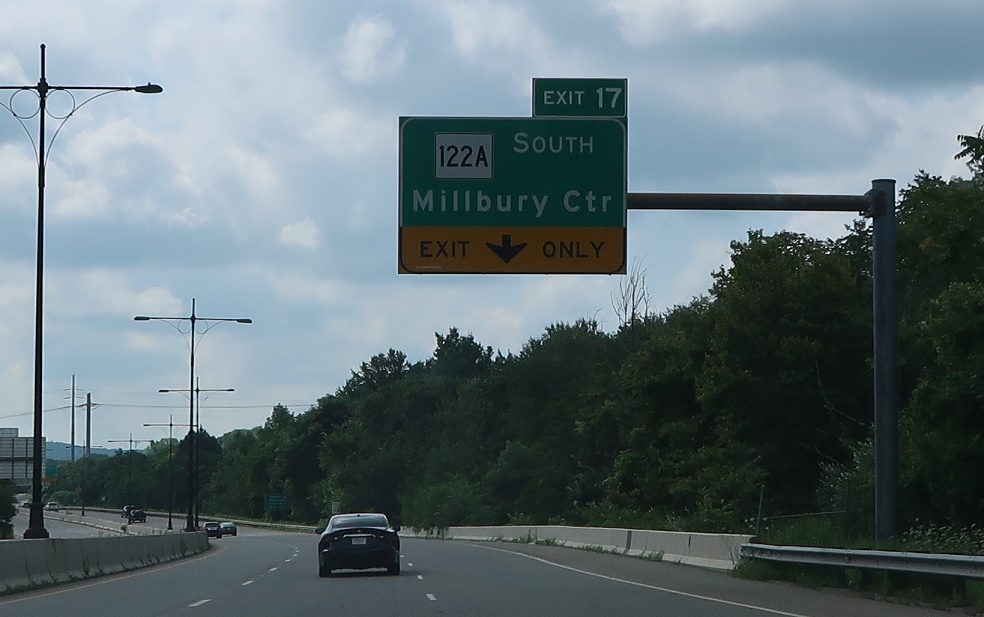 EXIT 17
122A SOUTH
Millbury Ctr
EXIT ONLY